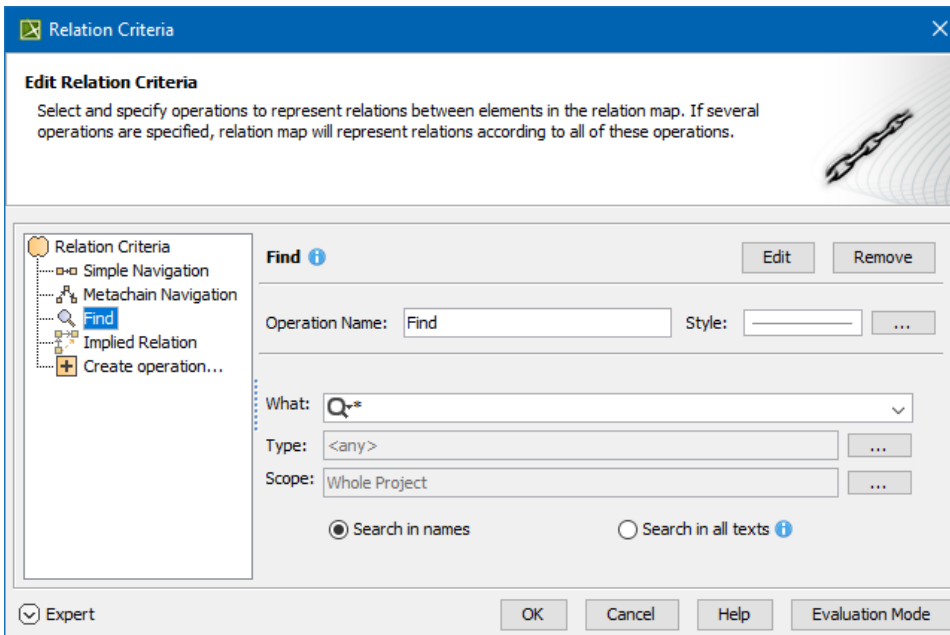 Relation Criteria
Edit Relation Criteria
Select and specify operations to represent relations between elements in the relation map. If several
operations are specified, relation map will represent relations according to all of these operations.
Relation Criteria
Simple Navigation
Metachain Navigation
Find
Implied Relation
Create operation...
Find
Edit
Remove
Operation Name: Find
Style:
...
What: *
Type: <any>
...
Scope: Whole Project
...
Search in names
Search in all texts
Expert
OK
Cancel
Help
Evaluation Mode